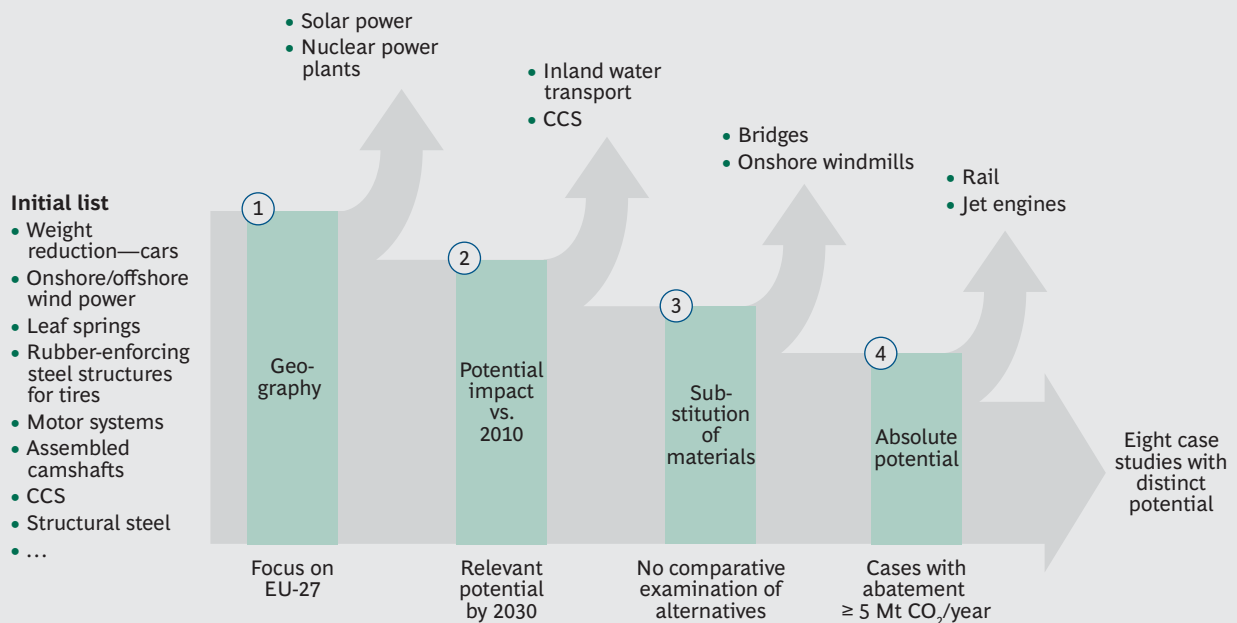 • Solar power
• Nuclear power
plants
• Inland water
transport
• CCS
• Bridges
• Onshore windmills
• Rail
• Jet engines
Initial list
• Weight
reduction—cars
• Onshore/offshore
wind power
• Leaf springs
• Rubber-enforcing
steel structures
for tires
• Motor systems
• Assembled
camshafts
• CCS
• Structural steel
• …
1
Geo-
graphy
Focus on
EU-27
2
Potential
impact
vs.
2010
Relevant
potential
by 2030
3
Sub-
stitution
of
materials
No comparative
examination of
alternatives
4
Absolute
potential
Cases with
abatement
≥ 5 Mt CO₂/year
Eight case
studies with
distinct
potential